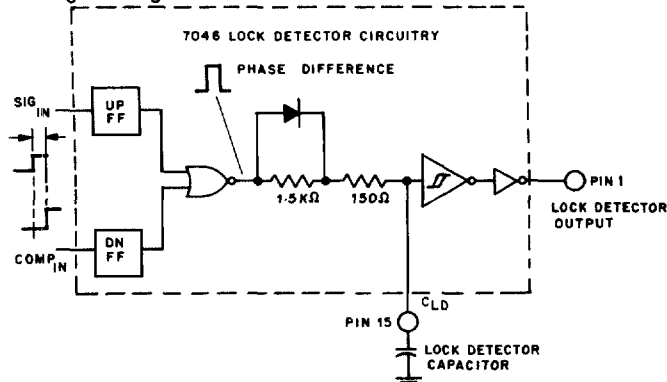 7046 LOCK DETECTOR CIRCUITRY
PHASE DIFFERENCE
SIG IN
UP
FF
1.5KΩ
150Ω
PIN 1
LOCK DETECTOR
OUTPUT
DN
FF
COMP IN
CLD
PIN 15
LOCK DETECTOR
CAPACITOR